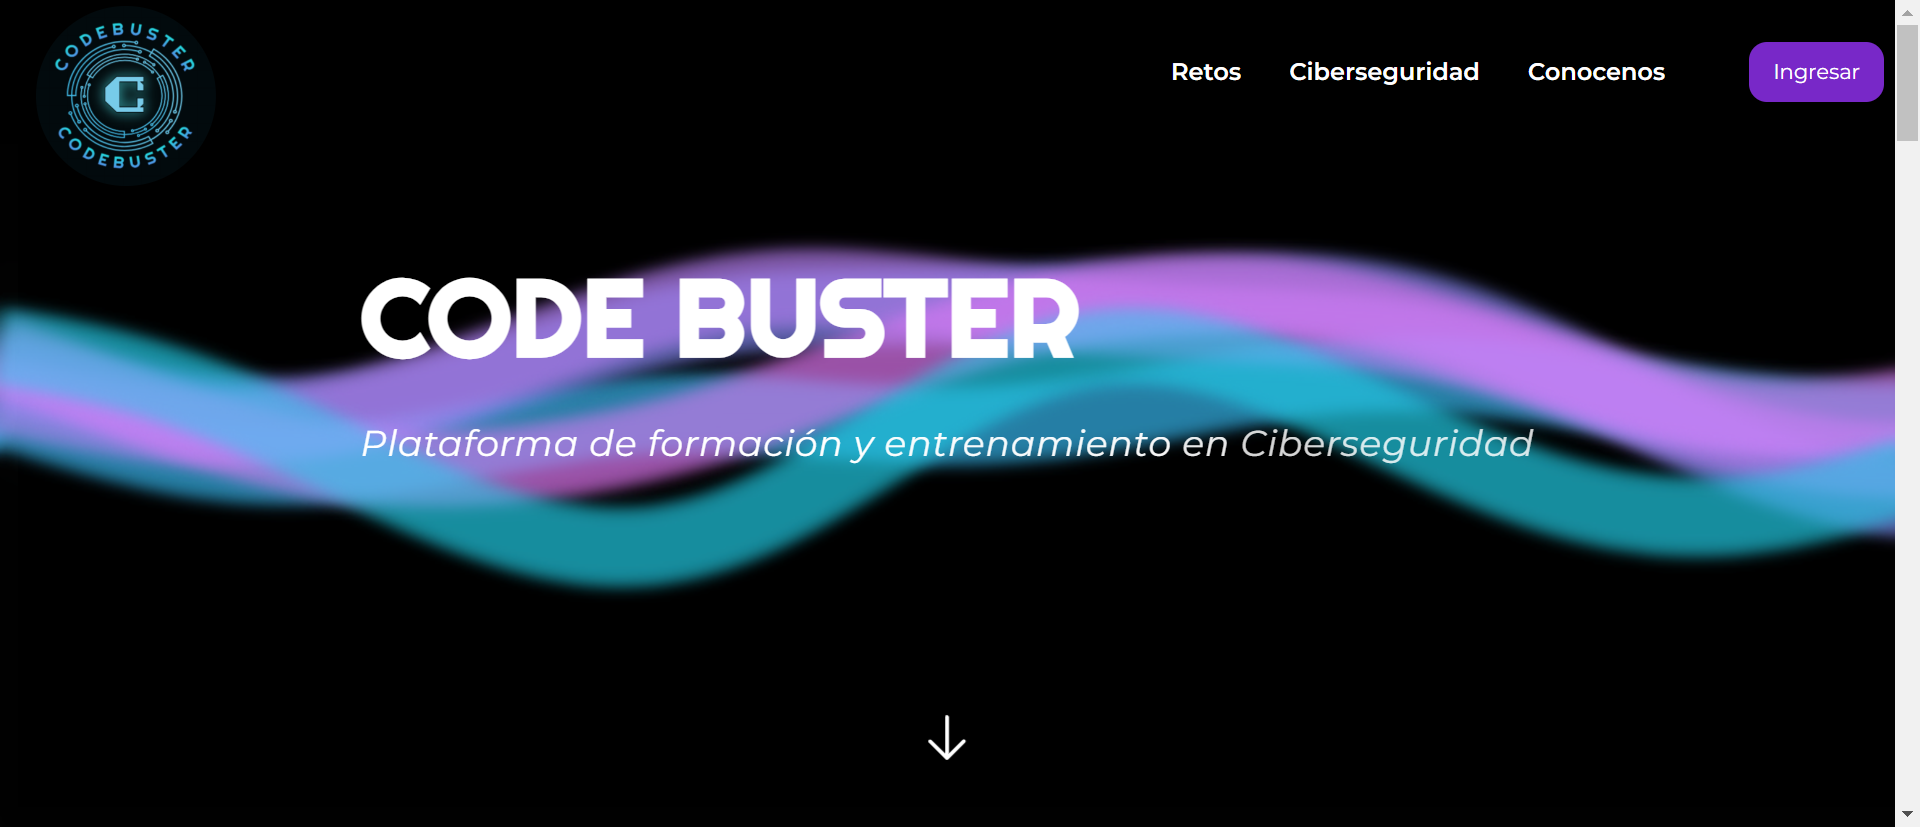 CODEBUSTER
C
CODEBUSTER
Retos Ciberseguridad Conocenos Ingresar
CODE BUSTER
Plataforma de formación y entrenamiento en Ciberseguridad